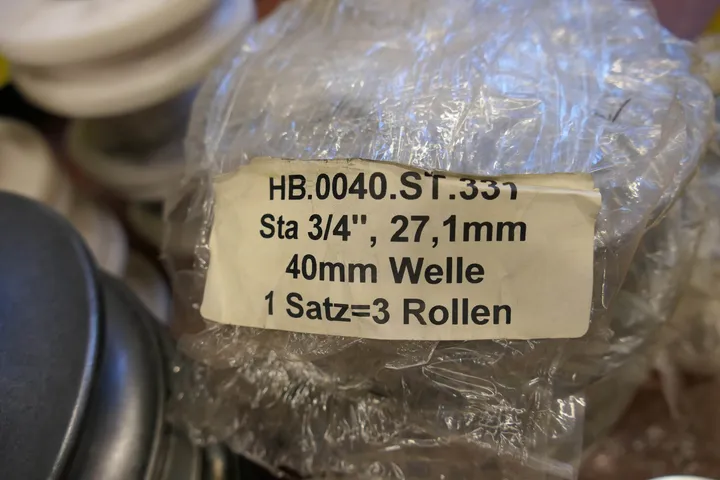 HB.0040.ST.331
Sta 3/4", 27,1mm
40mm Welle
1 Satz=3 Rollen